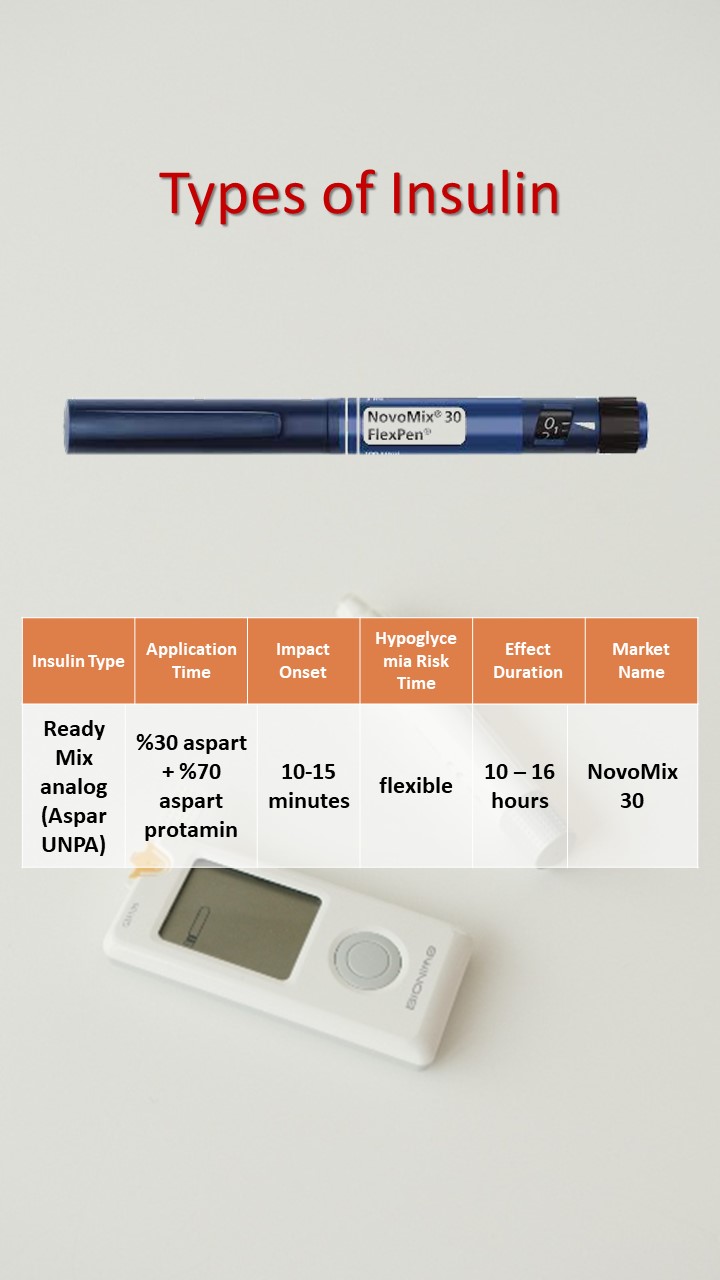 Types of Insulin
NovoMix® 30
FlexPen®
Insulin Type
Application
Time
Impact
Onset
Hypoglyce
mia Risk
Time
Effect
Duration
Market
Name
Ready
Mix
analog
(Aspar
UNPA)
%30 aspart
+ %70
aspart
protamin
10-15
minutes
flexible
10 – 16
hours
NovoMix
30
BIONIME